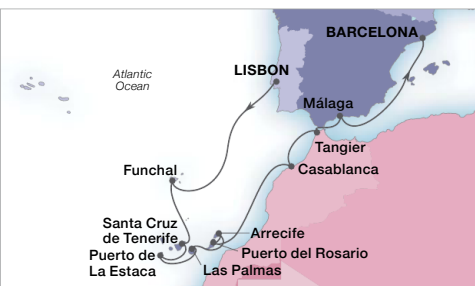 BARCELONA
Atlantic
Ocean
LISBON
Málaga
Tangier
Casablanca
Funchal
Santa Cruz
de Tenerife
Arrecife
Puerto de
La Estaca
Puerto del Rosario
Las Palmas